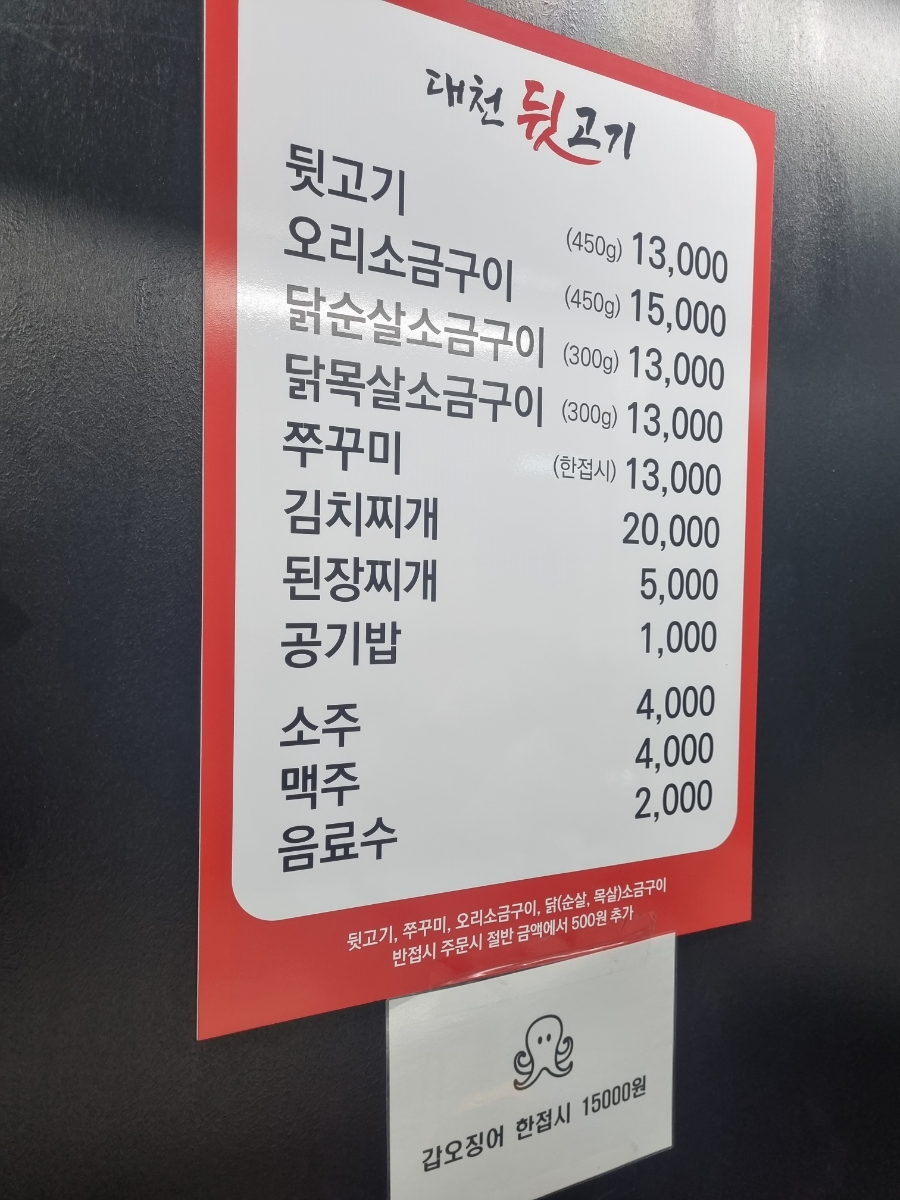 대천 뒷고기
뒷고기 (450g) 13,000
오리소금구이 (450g) 15,000
닭순살소금구이 (300g) 13,000
닭목살소금구이 (300g) 13,000
쭈꾸미 (한접시) 13,000
김치찌개 20,000
된장찌개 5,000
공기밥 1,000
소주 4,000
맥주 4,000
음료수 2,000
뒷고기, 쭈꾸미, 오리소금구이, 닭(순살, 목살)소금구이
반접시 주문시 절반 금액에서 500원 추가
갑오징어 한접시 15000원